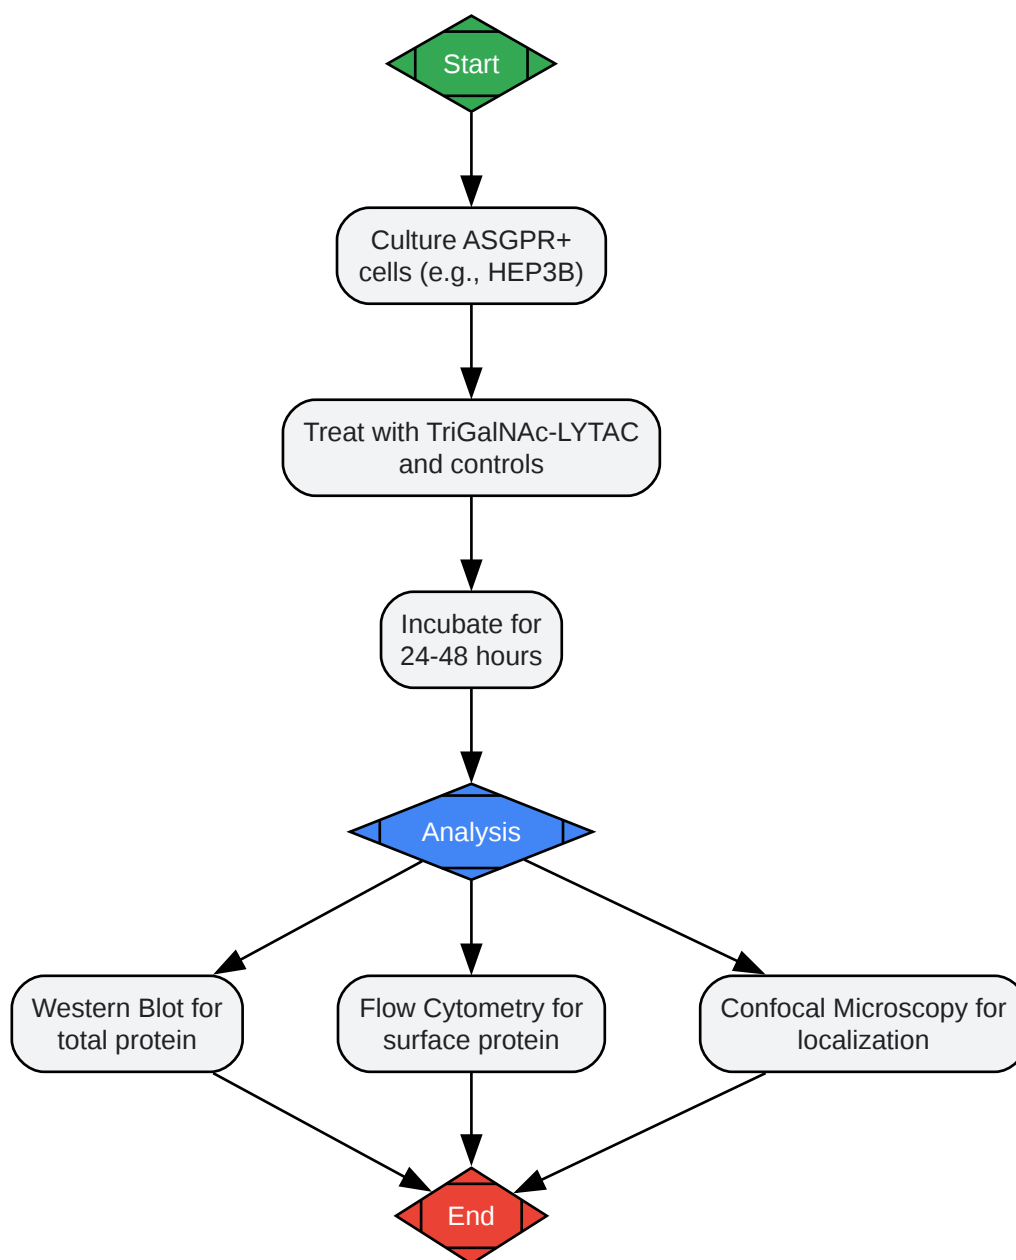 Start
Culture ASGPR+
cells (e.g., HEP3B)
Treat with TriGalNAc-LYTAC
and controls
Incubate for
24-48 hours
Analysis
Western Blot for
total protein
Flow Cytometry for
surface protein
Confocal Microscopy for
localization
End